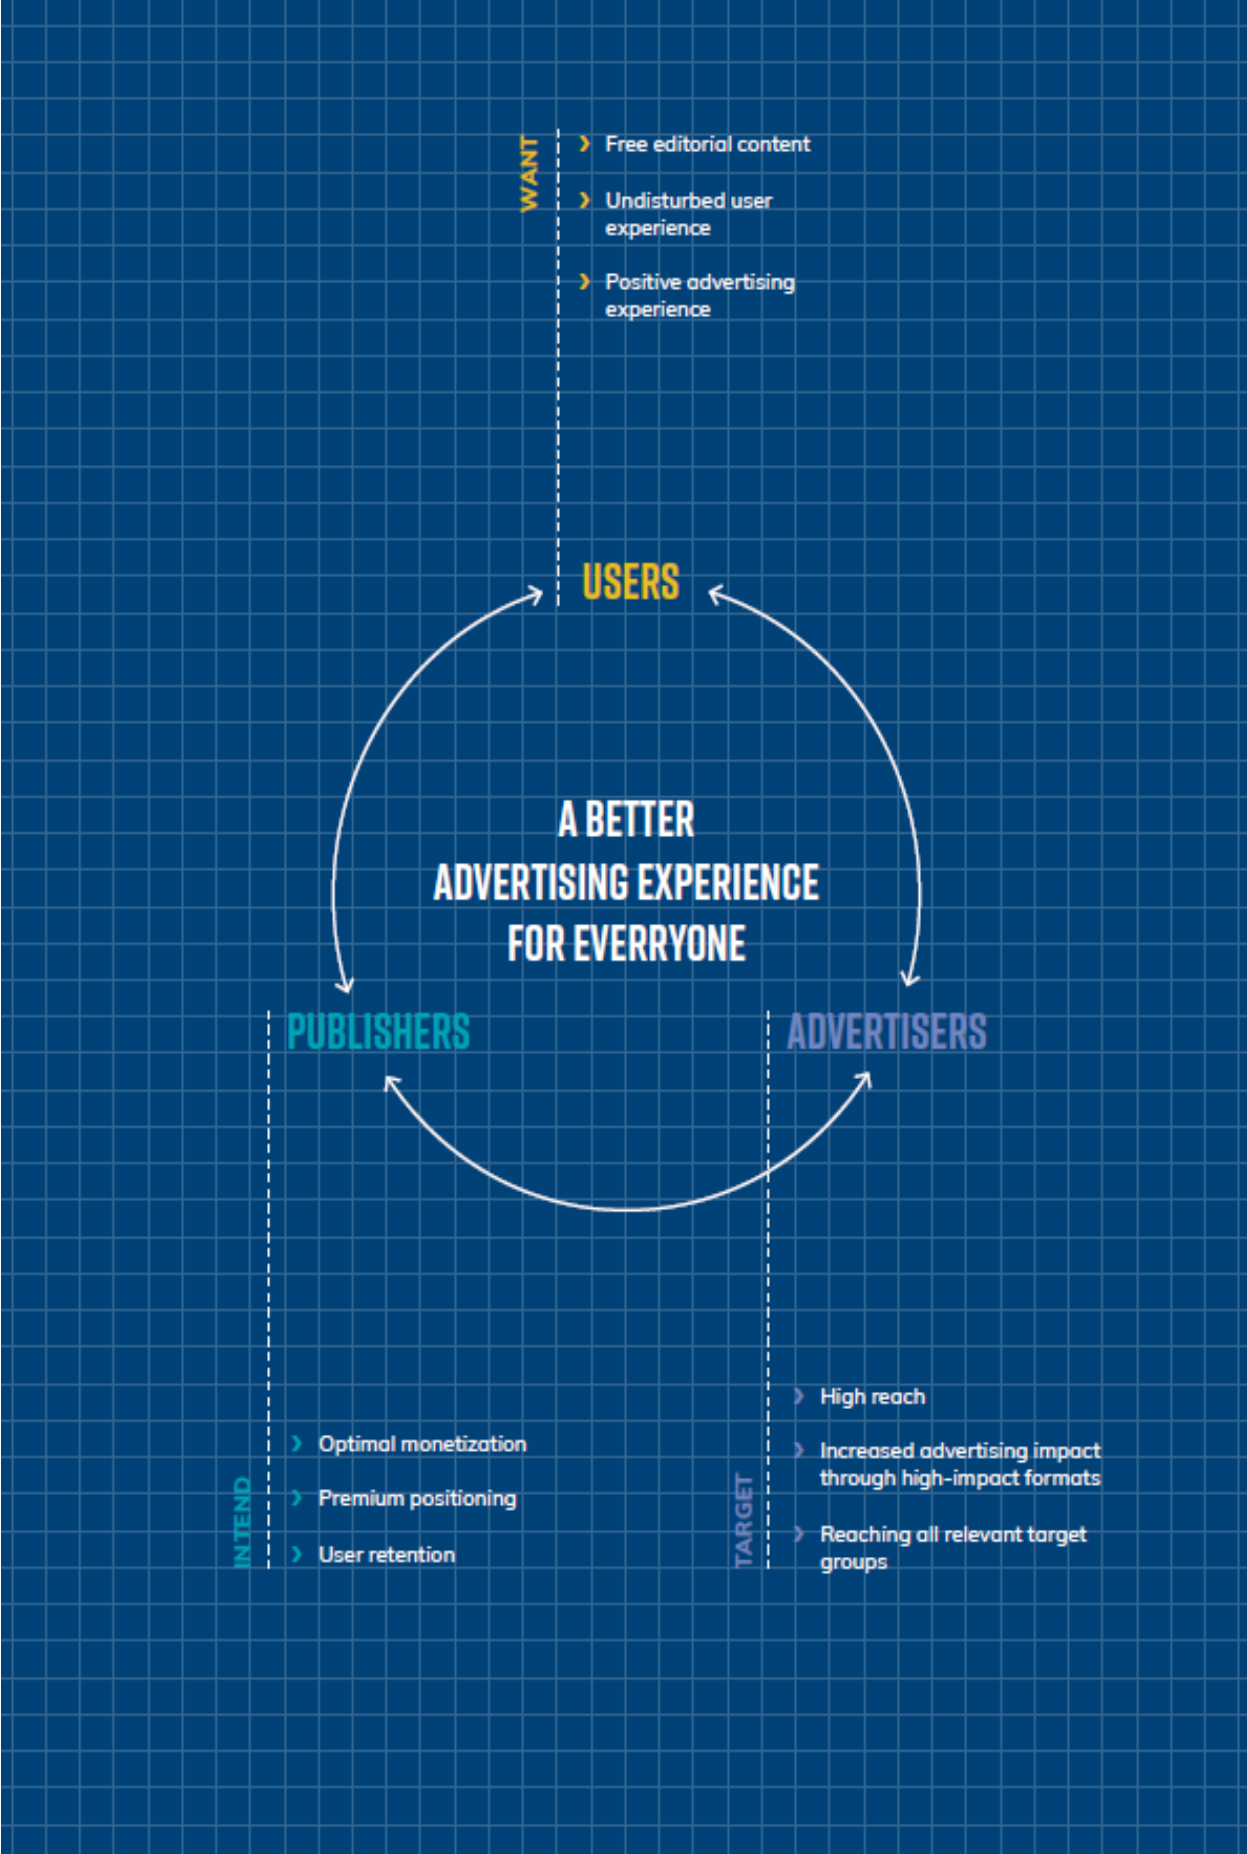 WANT
Free editorial content
Undisturbed user
experience
Positive advertising
experience
USERS
A BETTER
ADVERTISING EXPERIENCE
FOR EVERRYONE
PUBLISHERS
ADVERTISERS
INTEND
Optimal monetization
Premium positioning
User retention
TARGET
High reach
Increased advertising impact
through high-impact formats
Reaching all relevant target
groups